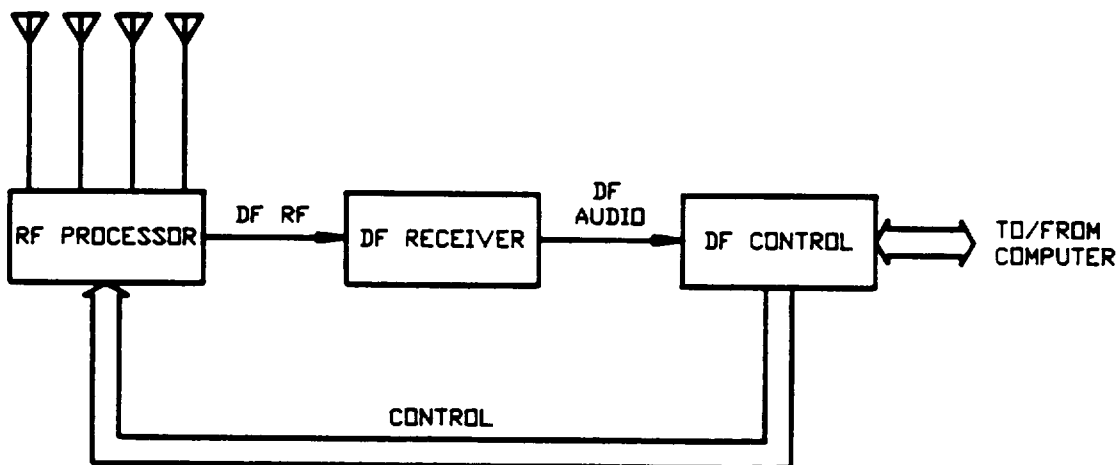 RF PROCESSOR
DF RF
DF RECEIVER
DF
AUDIO
DF CONTROL
TO/FROM
COMPUTER
CONTROL